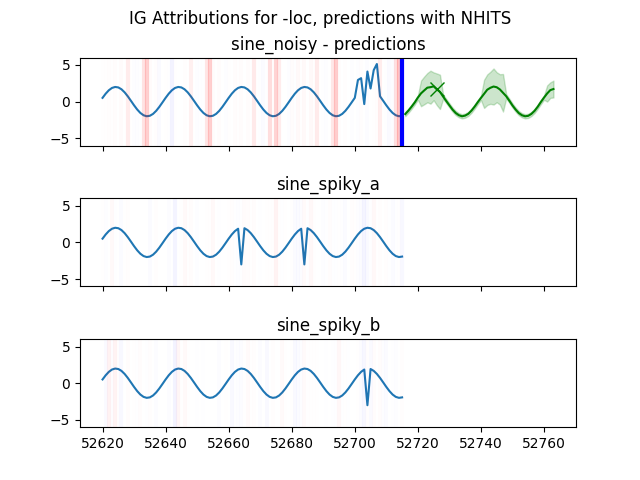 IG Attributions for -loc, predictions with NHITS
sine_noisy - predictions
5
0
−5
sine_spiky_a
5
0
−5
sine_spiky_b
5
0
−5
52620 52640 52660 52680 52700 52720 52740 52760